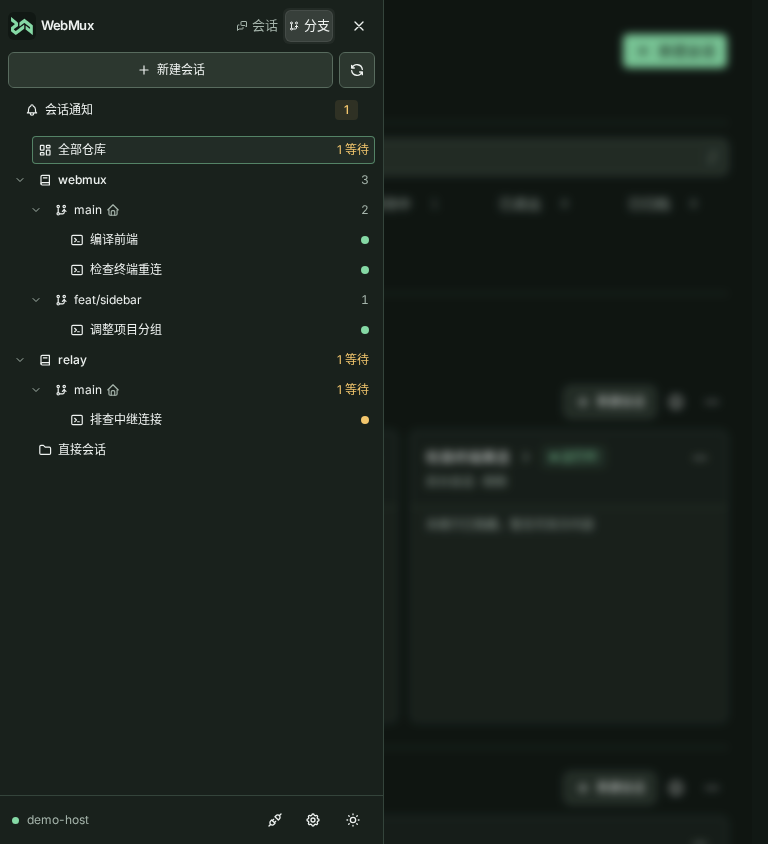 WebMux 会话 分支
新建会话
会话通知 1
全部仓库 1 等待
webmux 3
main 2
编译前端
检查终端重连
feat/sidebar 1
调整项目分组
relay 1 等待
main 1 等待
排查中继连接
直接会话
demo-host